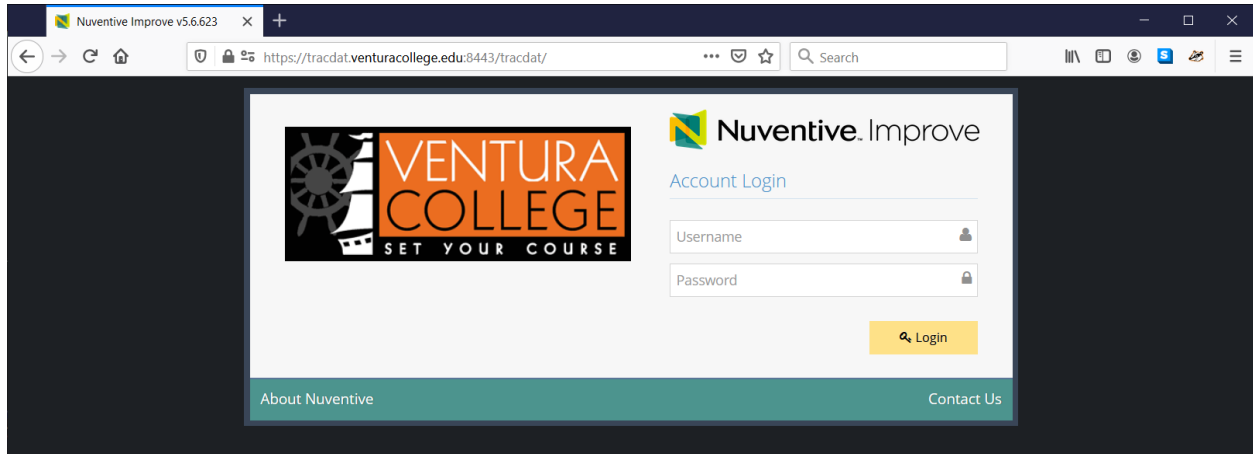 Nuventive Improve v5.6.623
https://tracdat.venturacollege.edu:8443/tracdat/
Search
S
VENTURA
COLLEGE
SET YOUR COURSE
Nuventive Improve
Account Login
Username
Password
Login
About Nuventive
Contact Us